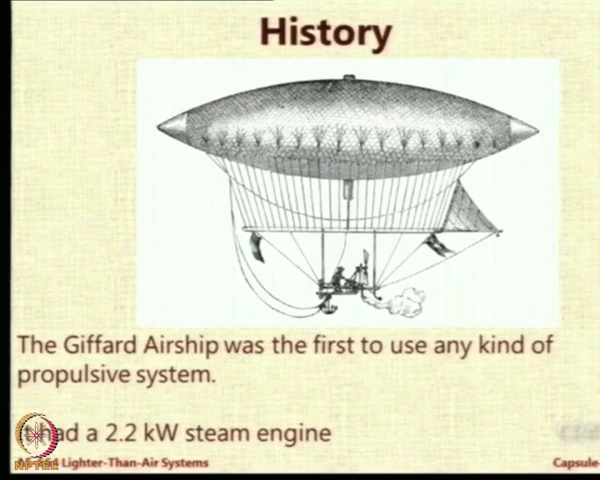 History
The Giffard Airship was the first to use any kind of
propulsive system.
had a 2.2 kW steam engine
NPTEL
Lighter-Than-Air Systems
Capsule-